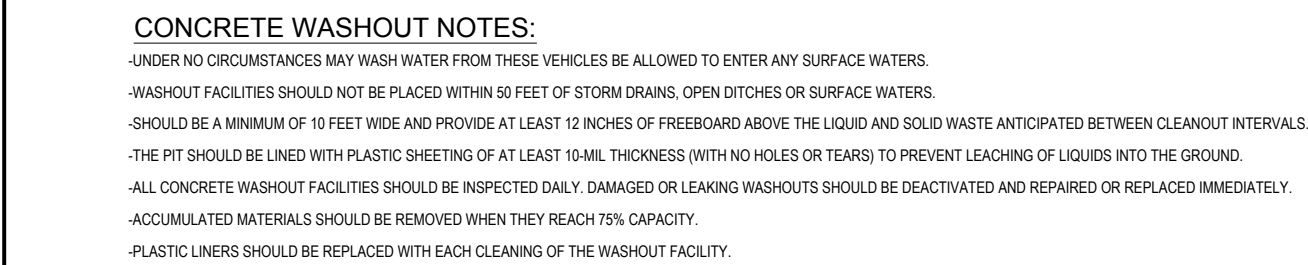 CONCRETE WASHOUT NOTES:
-UNDER NO CIRCUMSTANCES MAY WASH WATER FROM THESE VEHICLES BE ALLOWED TO ENTER ANY SURFACE WATERS.
-WASHOUT FACILITIES SHOULD NOT BE PLACED WITHIN 50 FEET OF STORM DRAINS, OPEN DITCHES OR SURFACE WATERS.
-SHOULD BE A MINIMUM OF 10 FEET WIDE AND PROVIDE AT LEAST 12 INCHES OF FREEBOARD ABOVE THE LIQUID AND SOLID WASTE ANTICIPATED BETWEEN CLEANOUT INTERVALS.
-THE PIT SHOULD BE LINED WITH PLASTIC SHEETING OF AT LEAST 10-MIL THICKNESS (WITH NO HOLES OR TEARS) TO PREVENT LEACHING OF LIQUIDS INTO THE GROUND.
-ALL CONCRETE WASHOUT FACILITIES SHOULD BE INSPECTED DAILY. DAMAGED OR LEAKING WASHOUTS SHOULD BE DEACTIVATED AND REPAIRED OR REPLACED IMMEDIATELY.
-ACCUMULATED MATERIALS SHOULD BE REMOVED WHEN THEY REACH 75% CAPACITY.
-PLASTIC LINERS SHOULD BE REPLACED WITH EACH CLEANING OF THE WASHOUT FACILITY.